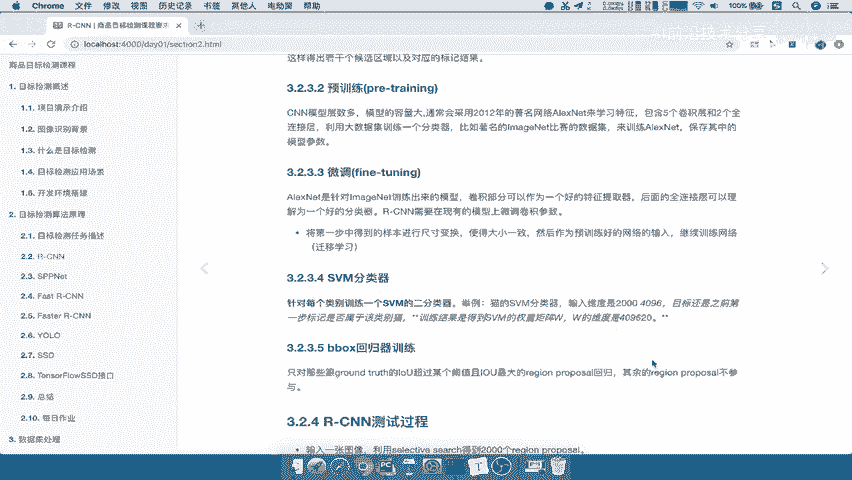 Chrome 文件 修改 视图 历史记录 书签 其他人 电动窗 帮助 100%
R-CNN | 商品目标检测课程
localhost:4000/day01/section2.html
AI前沿技术分享
商品目标检测课程
1. 目标检测概述
1.1. 项目演示介绍
1.2. 图像识别背景
1.3. 什么是目标检测
1.4. 目标检测应用场景
1.5. 开发环境搭建
2. 目标检测算法原理
2.1. 目标检测任务描述
2.2. R-CNN
2.3. SPPNet
2.4. Fast R-CNN
2.5. Faster R-CNN
2.6. YOLO
2.7. SSD
2.8. TensorFlowSSD接口
2.9. 总结
2.10. 每日作业
3. 数据集处理
这样得出若干个候选区域以及对应的标记结果。
3.2.3.2 预训练(pre-training)
CNN模型层数多，模型的容量大,通常会采用2012年的著名网络AlexNet来学习特征，包含5个卷积层和2个全
连接层，利用大数据集训练一个分类器，比如著名的ImageNet比赛的数据集，来训练AlexNet。保存其中的
模型参数。
3.2.3.3 微调(fine-tuning)
AlexNet是针对ImageNet训练出来的模型，卷积部分可以作为一个好的特征提取器，后面的全连接层可以理
解为一个好的分类器。R-CNN需要在现有的模型上微调卷积参数。
• 将第一步中得到的样本进行尺寸变换，使得大小一致，然后作为预训练好的网络的输入，继续训练网络
（迁移学习）
3.2.3.4 SVM分类器
针对每个类别训练一个SVM的二分类器。举例：猫的SVM分类器，输入维度是2000 4096，目标还是之前第
一步标记是否属于该类别猫，**训练结果是得到SVM的权重矩阵W，W的维度是409620。**
3.2.3.5 bbox回归器训练
只对那些跟ground truth的IoU超过某个阈值且IOU最大的region proposal回归，其余的region proposal不参
与。
3.2.4 R-CNN测试过程
• 输入一张图像，利用selective search得到2000个region proposal。